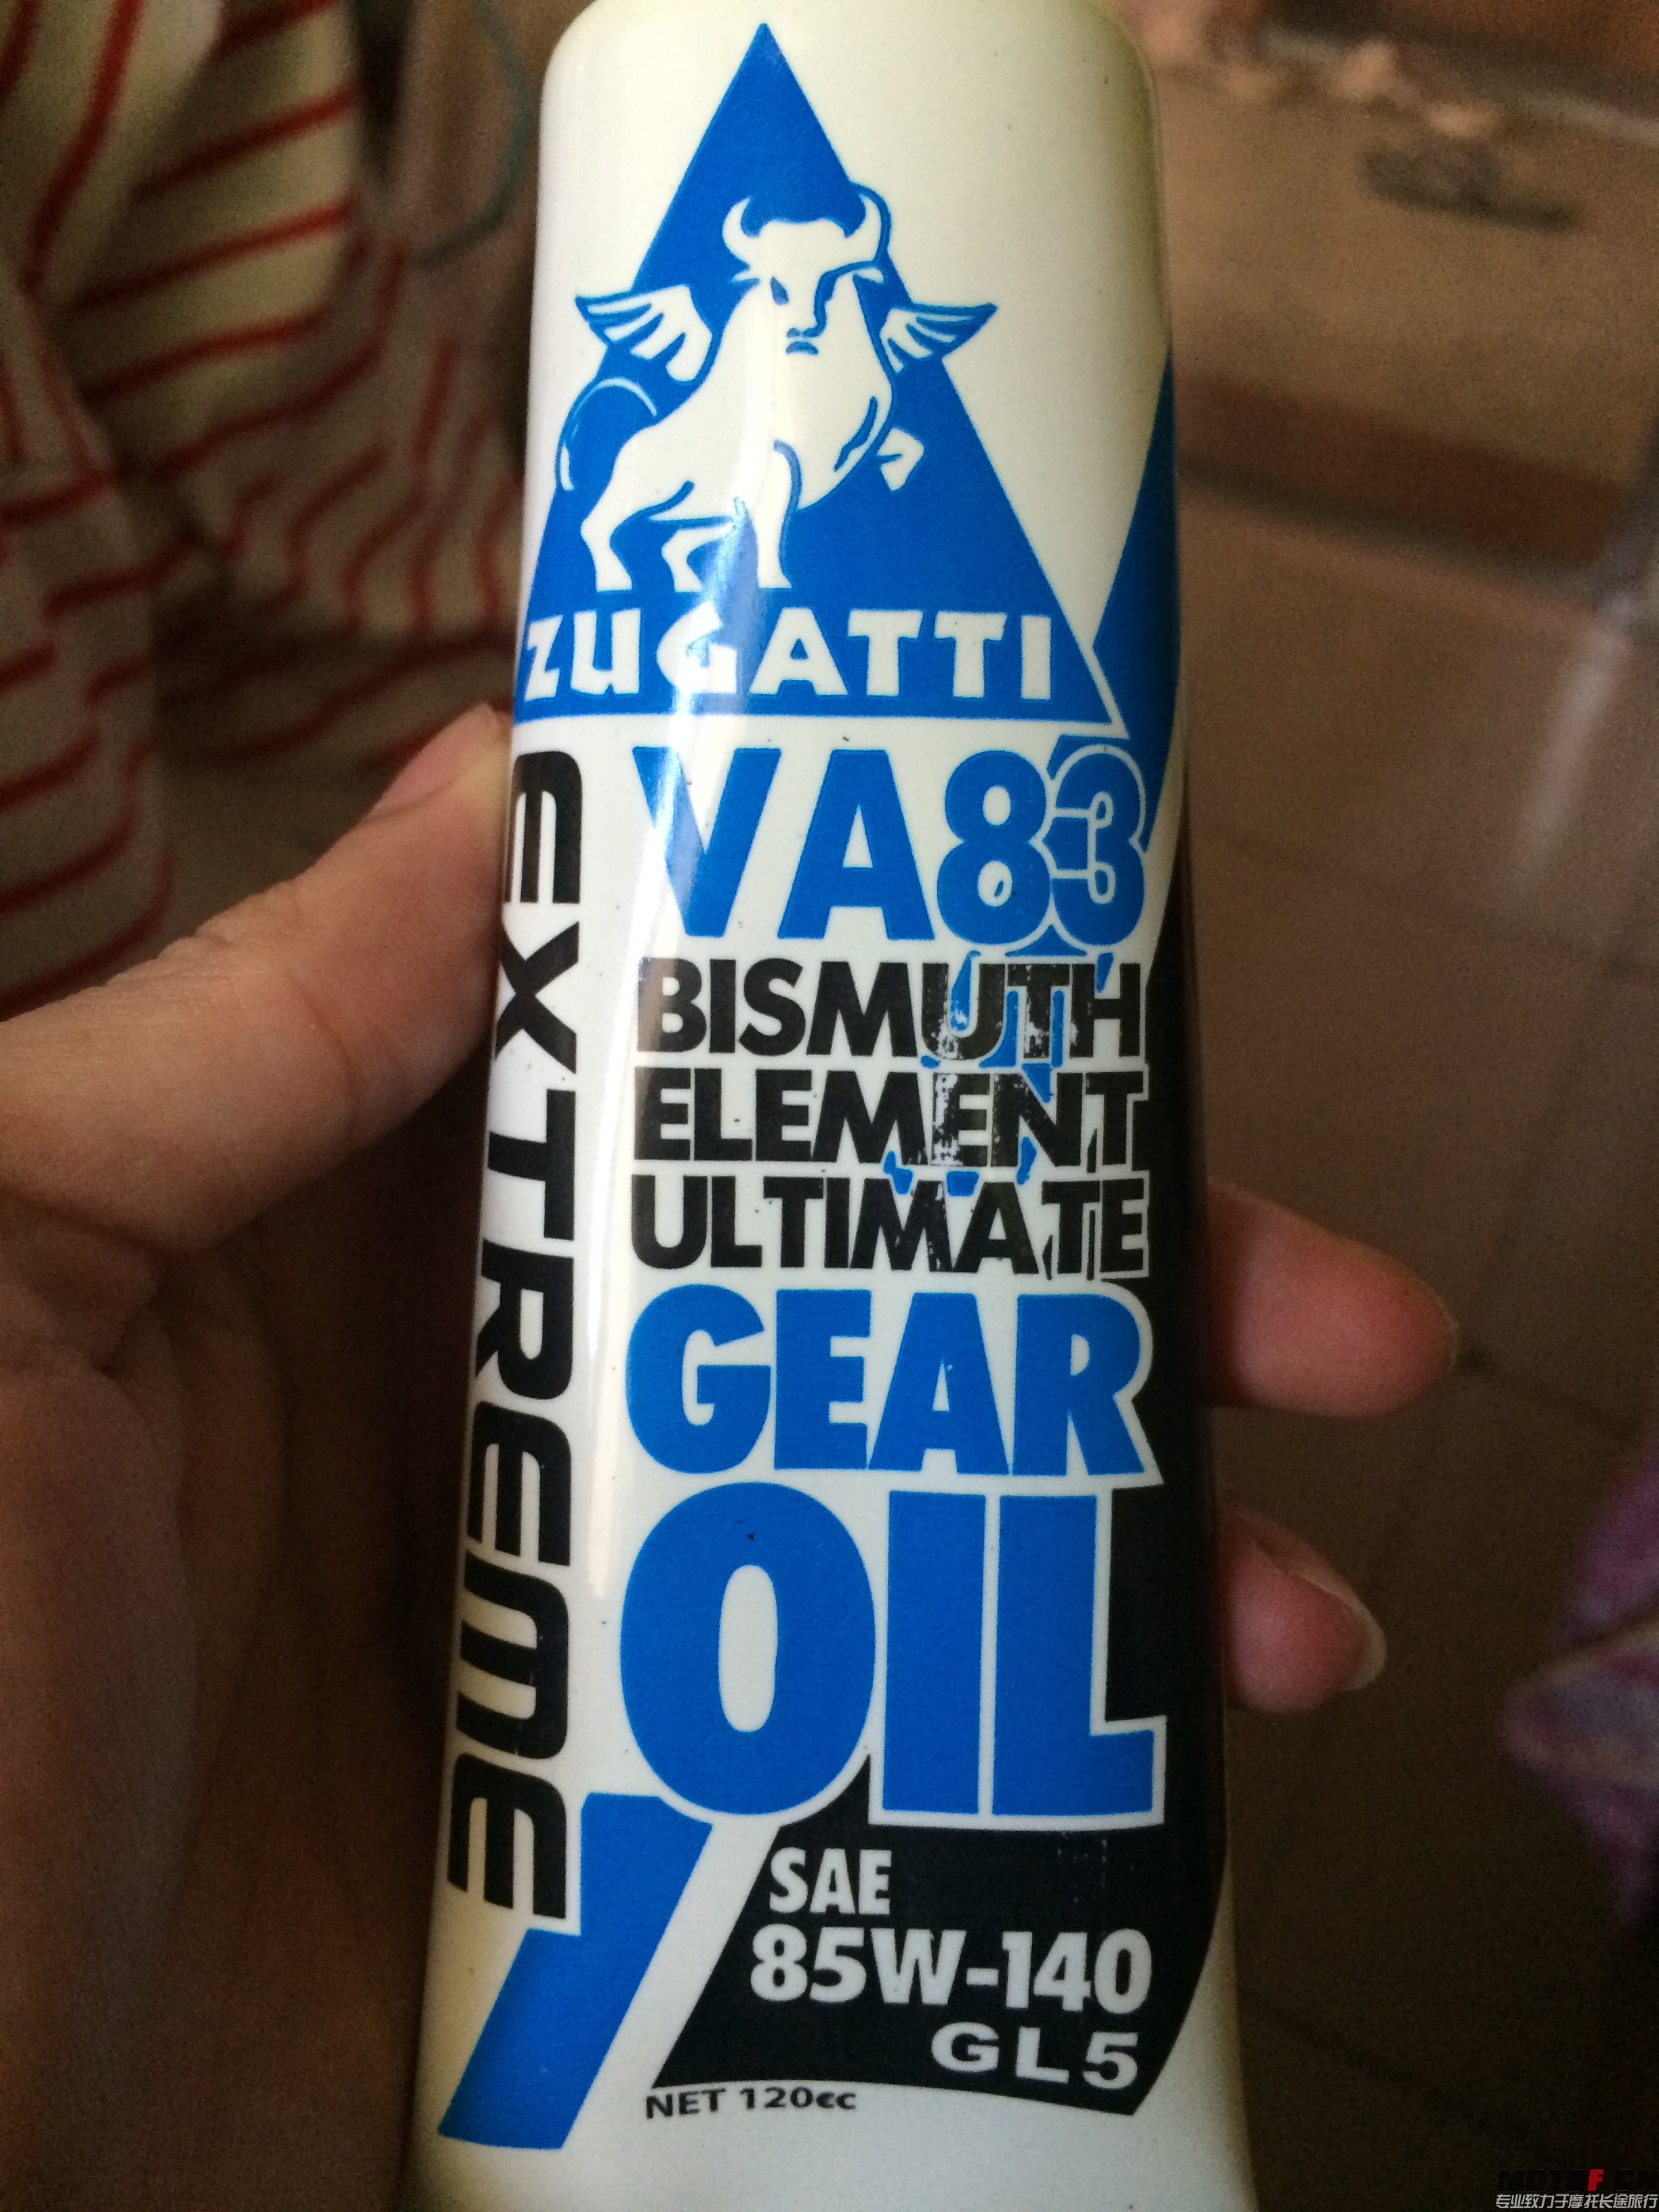 ZUGATTI
EXTREME
VA83
BISMUTH
ELEMENT
ULTIMATE
GEAR
OIL
SAE
85W-140
GL5
NET 120cc
MOTOFCN
专业致力于摩托长途旅行